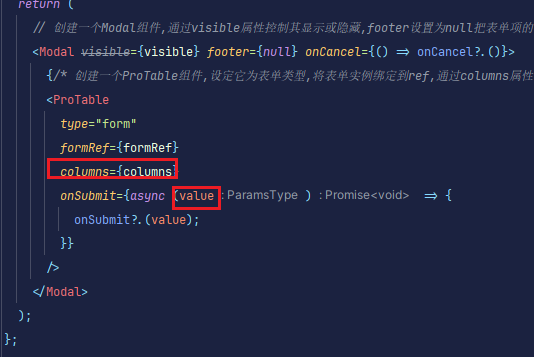 return (
// 创建一个Modal组件,通过visible属性控制其显示或隐藏,footer设置为null把表单项的
<Modal visible={visible} footer={null} onCancel={() => onCancel?.()}>
{/* 创建一个ProTable组件,设定它为表单类型,将表单实例绑定到ref,通过columns属性
<ProTable
type="form"
formRef={formRef}
columns={columns}
onSubmit={async (value : ParamsType ) : Promise<void> => {
onSubmit?.(value);
}}
/>
</Modal>
);
};